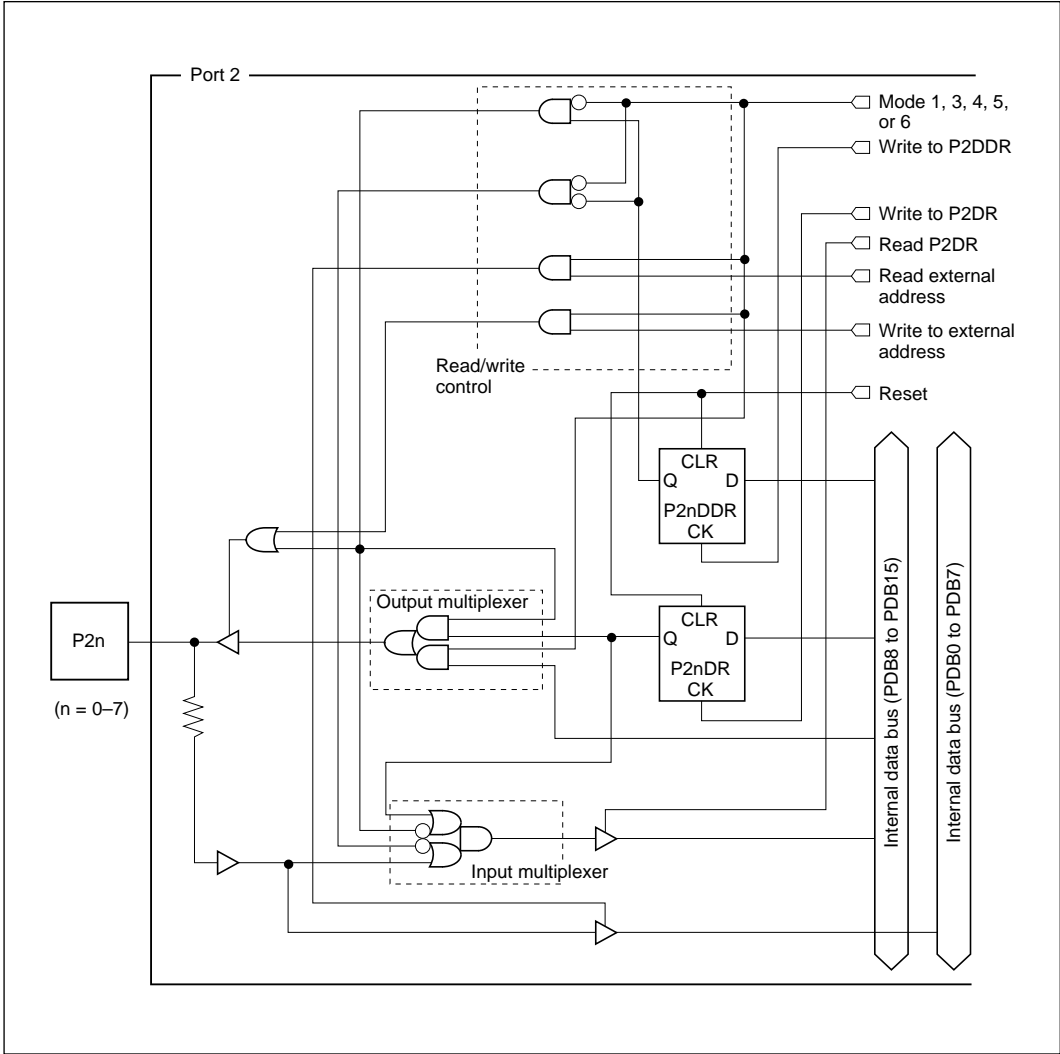 Port 2
Mode 1, 3, 4, 5,
or 6
Write to P2DDR
Write to P2DR
Read P2DR
Read external
address
Write to external
address
Read/write
control
Reset
CLR
Q D
P2nDDR
CK
Output multiplexer
CLR
Q D
P2nDR
CK
P2n
(n = 0–7)
Internal data bus (PDB8 to PDB15)
Internal data bus (PDB0 to PDB7)
Input multiplexer